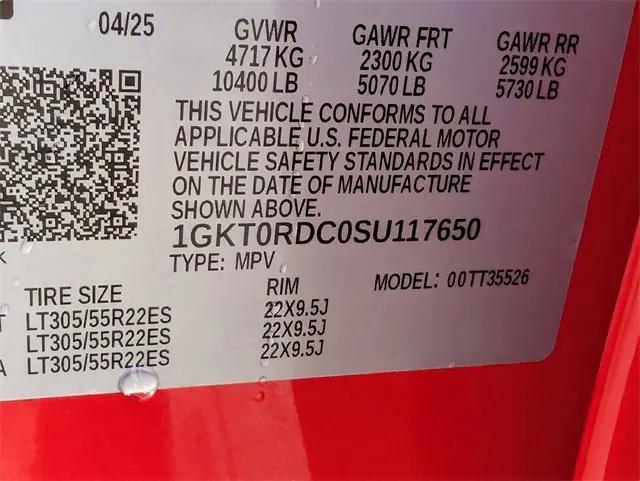 04/25
GVWR GAWR FRT GAWR RR
4717 KG 2300 KG 2599 KG
10400 LB 5070 LB 5730 LB
THIS VEHICLE CONFORMS TO ALL
APPLICABLE U.S. FEDERAL MOTOR
VEHICLE SAFETY STANDARDS IN EFFECT
ON THE DATE OF MANUFACTURE
SHOWN ABOVE.
1GKT0RDC0SU117650
K
TYPE: MPV MODEL: 00TT35526
TIRE SIZE RIM
T LT305/55R22ES 22X9.5J
LT305/55R22ES 22X9.5J
A LT305/55R22ES 22X9.5J